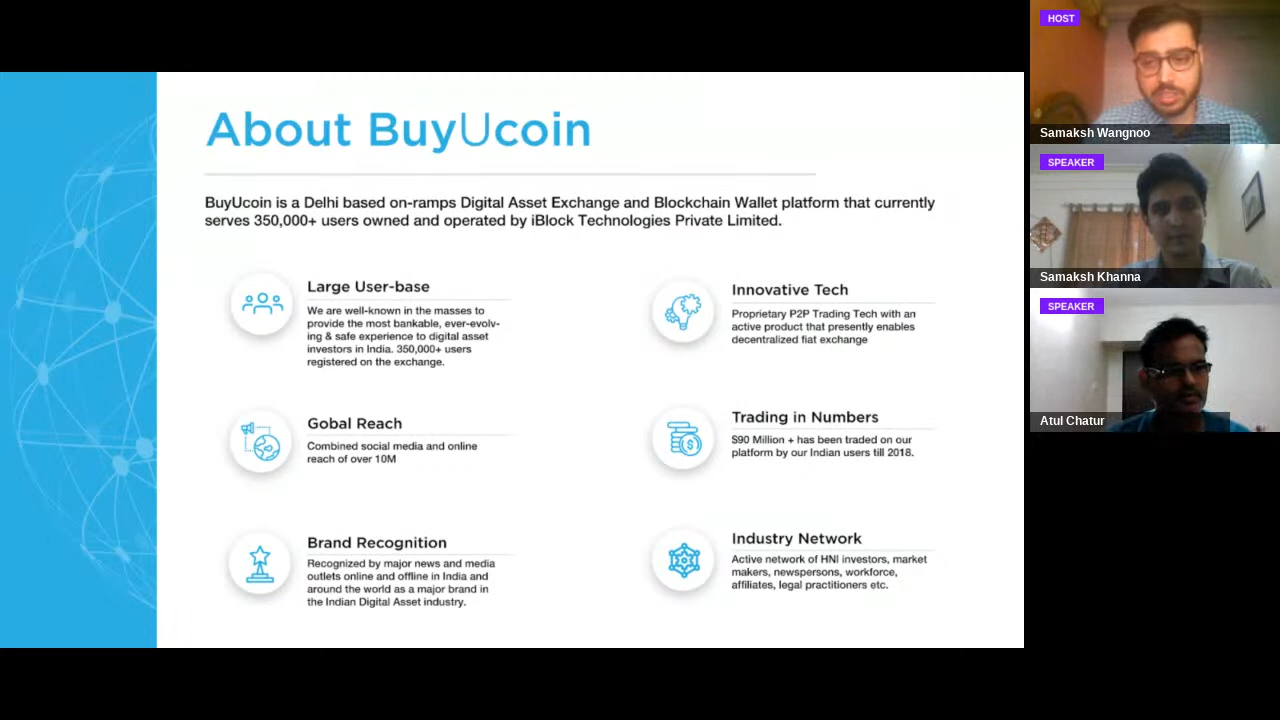 About BuyUcoin
BuyUcoin is a Delhi based on-ramps Digital Asset Exchange and Blockchain Wallet platform that currently
serves 350,000+ users owned and operated by iBlock Technologies Private Limited.
Large User-base
We are well-known in the masses to
provide the most bankable, ever-evolv-
ing & safe experience to digital asset
investors in India. 350,000+ users
registered on the exchange.
Innovative Tech
Proprietary P2P Trading Tech with an
active product that presently enables
decentralized fiat exchange
Gobal Reach
Combined social media and online
reach of over 10M
Trading in Numbers
$90 Million + has been traded on our
platform by our Indian users till 2018.
Brand Recognition
Recognized by major news and media
outlets online and offline in India and
around the world as a major brand in
the Indian Digital Asset industry.
Industry Network
Active network of HNI investors, market
makers, newspersons, workforce,
affiliates, legal practitioners etc.
HOST
Samaksh Wangnoo
SPEAKER
Samaksh Khanna
SPEAKER
Atul Chatur